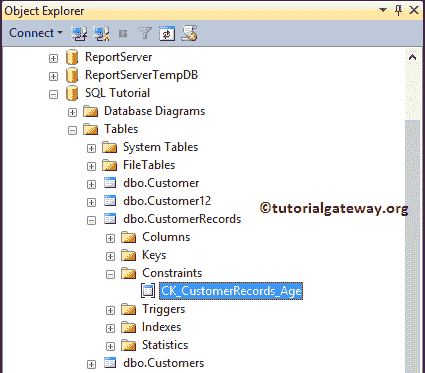 Object Explorer
Connect
ReportServer
ReportServerTempDB
SQL Tutorial
Database Diagrams
Tables
System Tables
FileTables
dbo.Customer
dbo.Customer12
©tutorialgateway.org
dbo.CustomerRecords
Columns
Keys
Constraints
CK_CustomerRecords_Age
Triggers
Indexes
Statistics
dbo.Customers